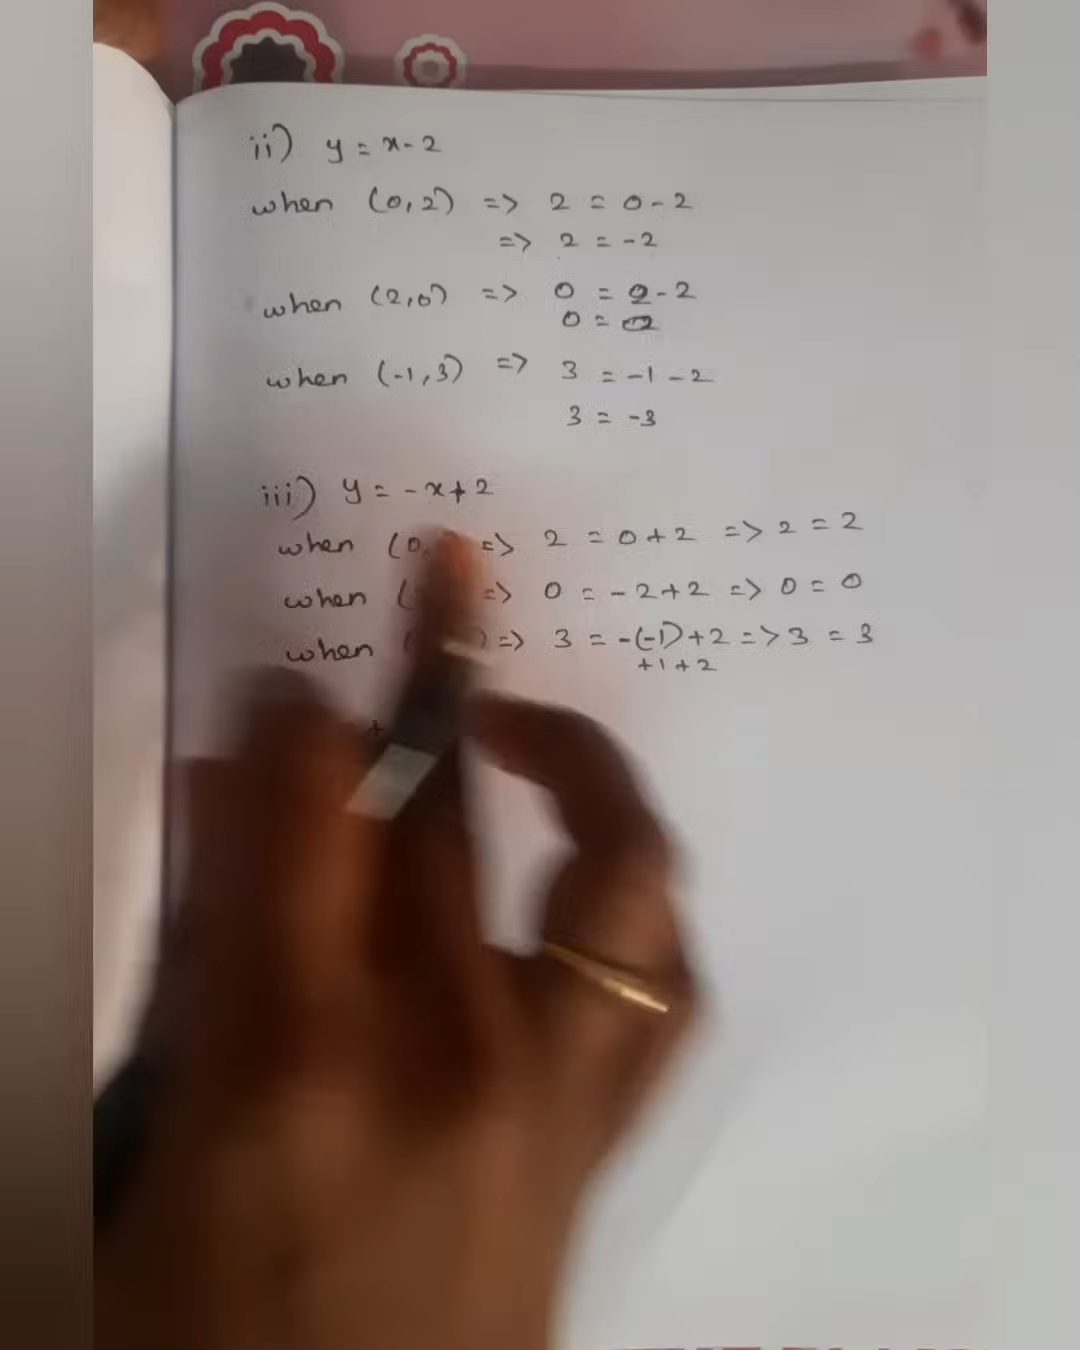 ii) y = x - 2
when (0,2) => 2 = 0 - 2
=> 2 = -2
when (2,0) => 0 = 2 - 2
0 = 0
when (-1,3) => 3 = -1 - 2
3 = -3
iii) y = -x + 2
when (0, => 2 = 0 + 2 => 2 = 2
when ( => 0 = -2 + 2 => 0 = 0
when ( ) => 3 = -(-1) + 2 => 3 = 3
+1 + 2